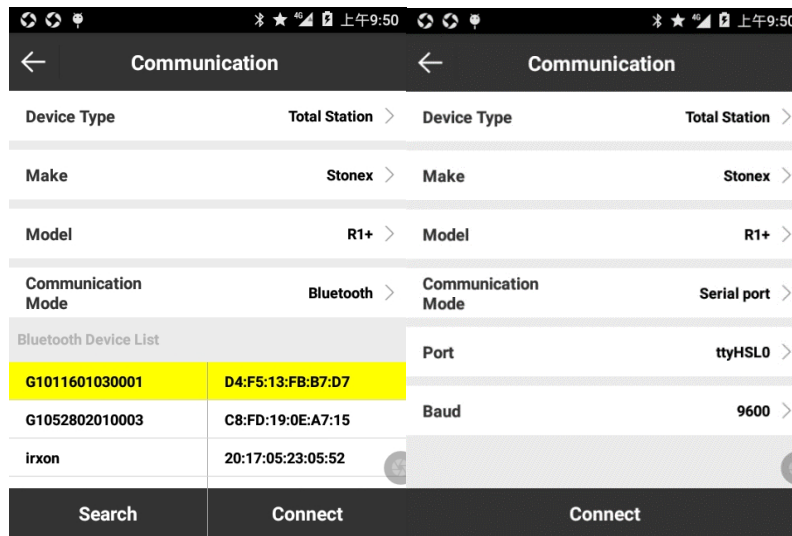 4G 上午9:50
Communication
Device Type Total Station
Make Stonex
Model R1+
Communication
Mode
Bluetooth
Bluetooth Device List
G1011601030001 D4:F5:13:FB:B7:D7
G1052802010003 C8:FD:19:0E:A7:15
irxon 20:17:05:23:05:52
Search Connect
4G 上午9:50
Communication
Device Type Total Station
Make Stonex
Model R1+
Communication
Mode
Serial port
Port ttyHSL0
Baud 9600
Connect